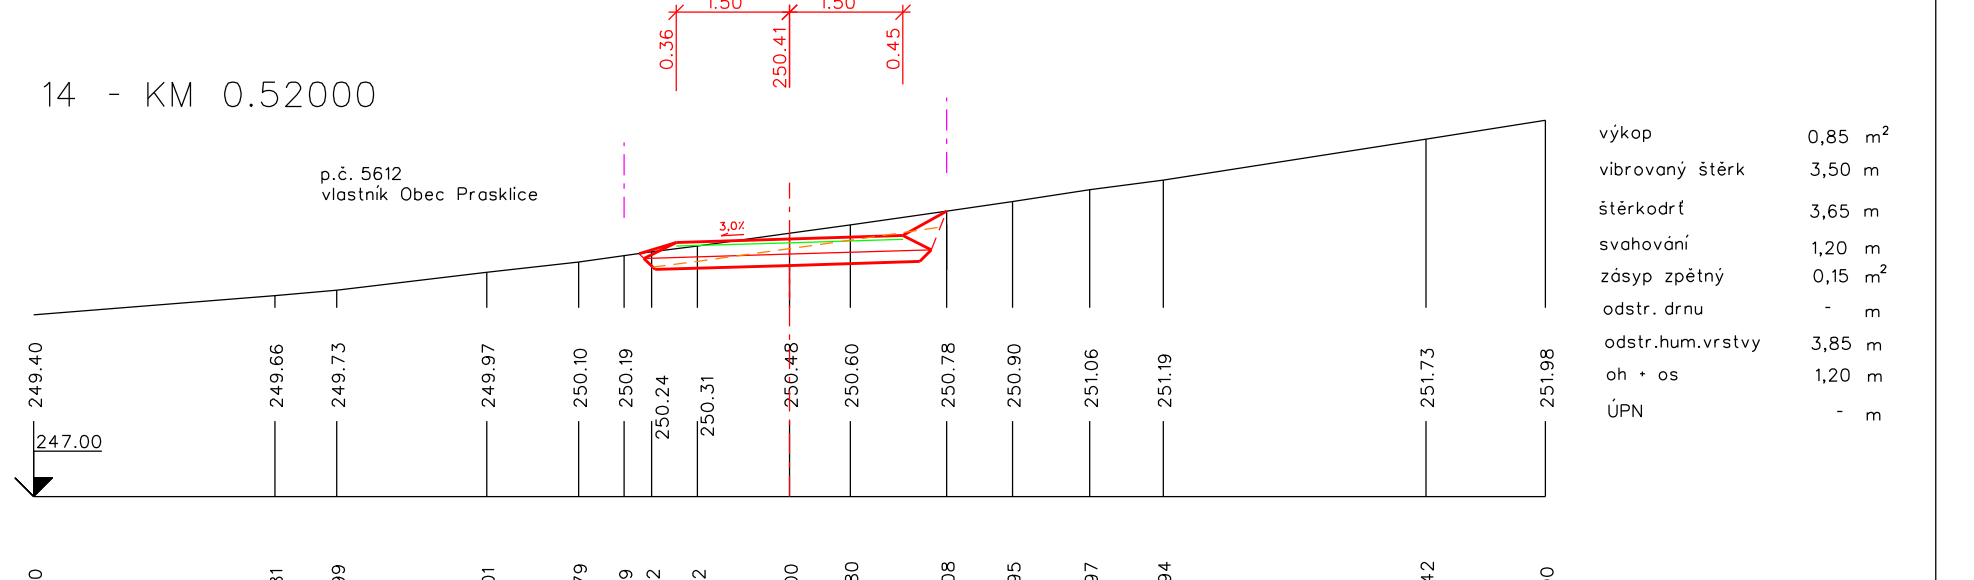 1.50 1.50
0.36
250.41
0.45
14 - KM 0.52000
p.č. 5612
vlastník Obec Prasklice
3,0%
výkop 0,85 m²
vibrovaný štěrk 3,50 m
štěrkodrť 3,65 m
svahování 1,20 m
zásyp zpětný 0,15 m²
odstr. drnu - m
odstr.hum.vrstvy 3,85 m
oh + os 1,20 m
ÚPN - m
249.40
249.66
249.73
249.97
250.10
250.19
250.24
250.31
250.48
250.60
250.78
250.90
251.06
251.19
251.73
251.98
247.00